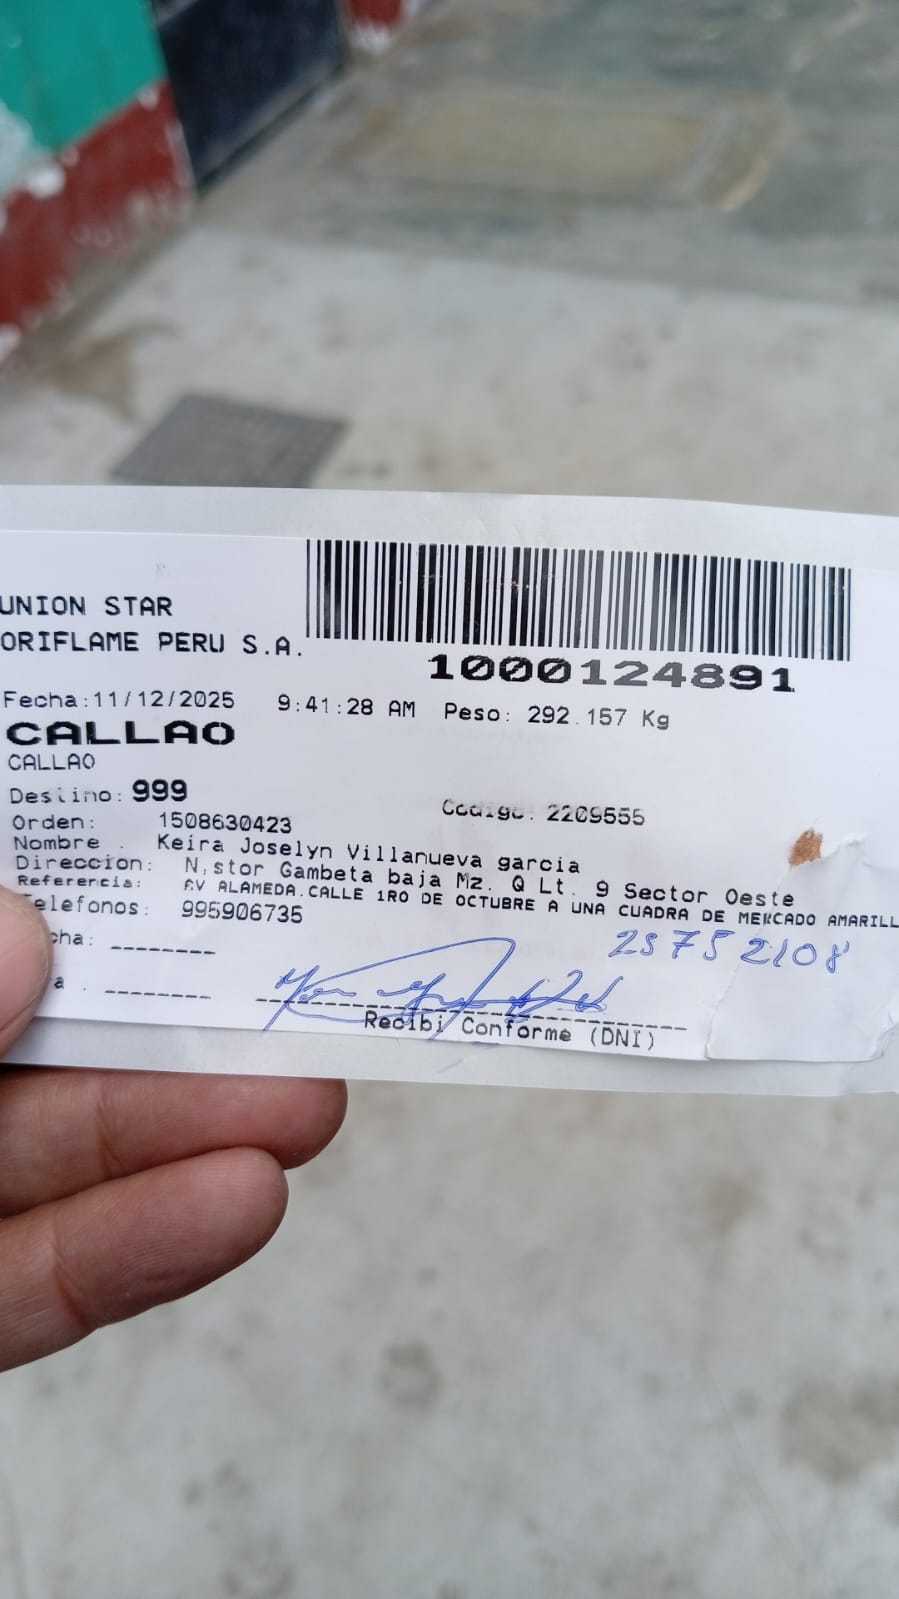 UNION STAR
ORIFLAME PERU S.A.
1000124891
Fecha:11/12/2025 9:41:28 AM Peso: 292.157 Kg
CALLAO
CALLAO
Destino: 999 Codigo: 2209555
Orden: 1508630423
Nombre : Keira Joselyn Villanueva garcia
Direccion: N,stor Gambeta baja Mz. Q Lt. 9 Sector Oeste
Referencia: AV ALAMEDA.CALLE 1RO DE OCTUBRE A UNA CUADRA DE MERCADO AMARILL
Telefonos: 995906735
cha: _______
25752108
a : _______
Recibi Conforme (DNI)